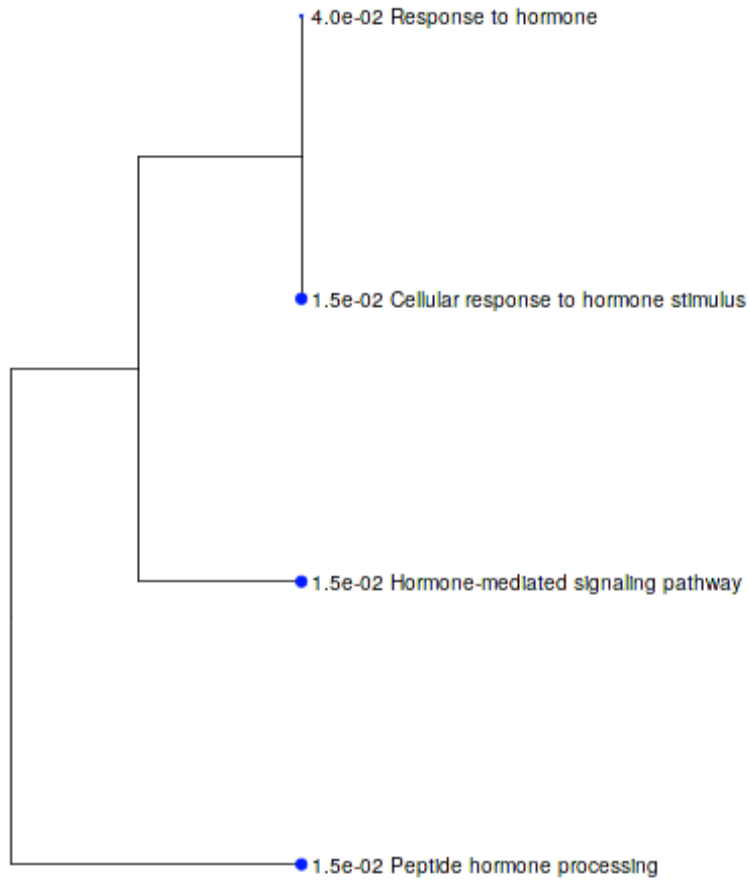 4.0e-02 Response to hormone
1.5e-02 Cellular response to hormone stimulus
1.5e-02 Hormone-mediated signaling pathway
1.5e-02 Peptide hormone processing